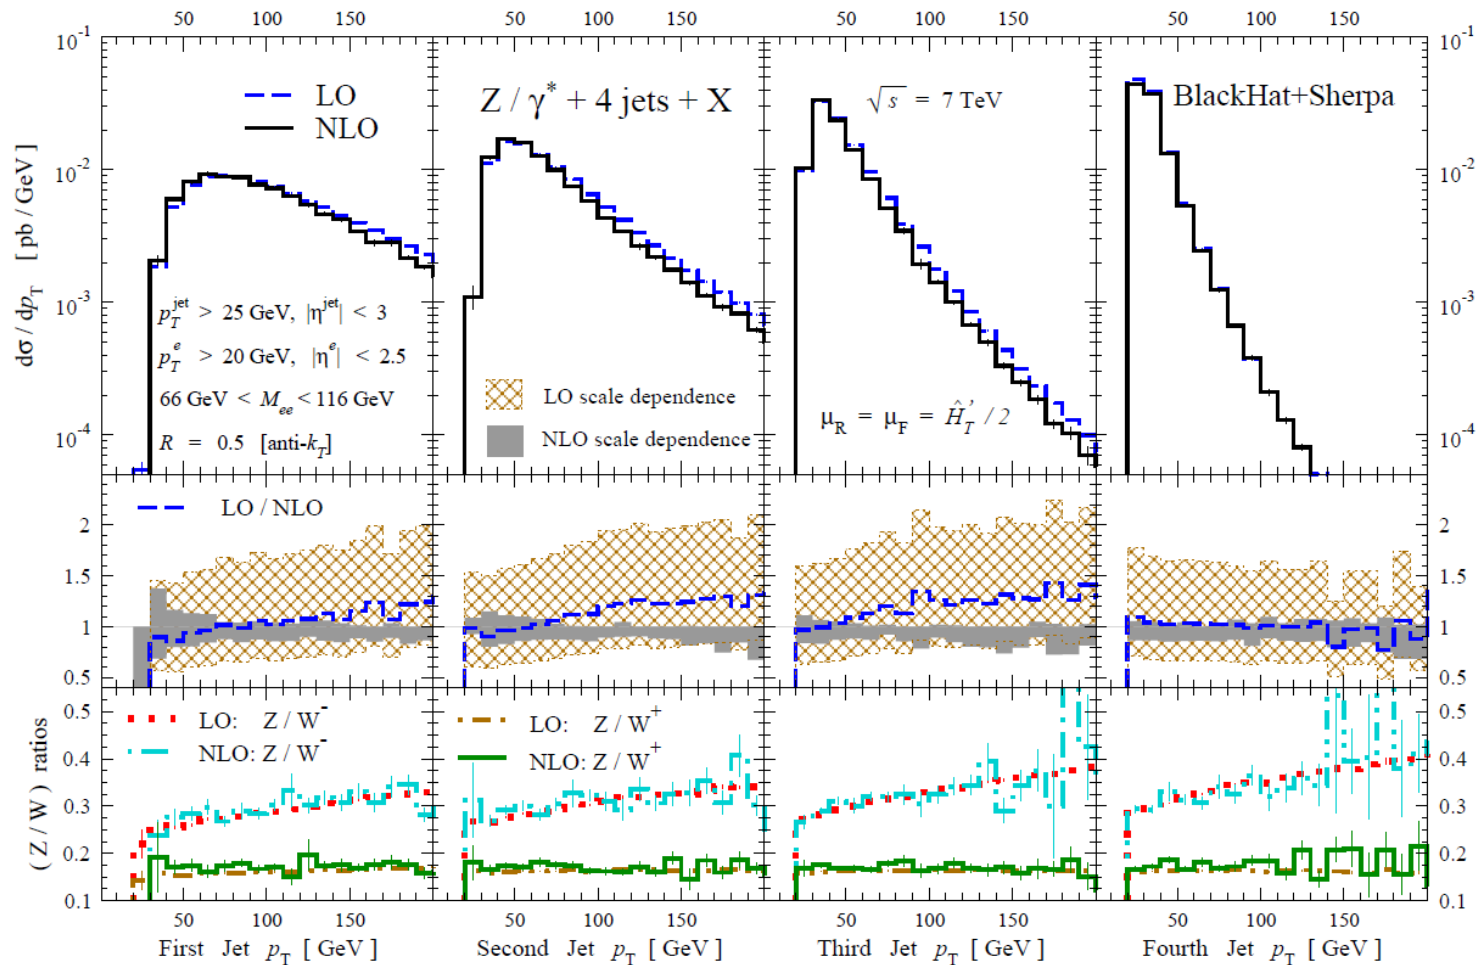 50 100 150 50 100 150 50 100 150 50 100 150
10^-1 10^-1
LO
NLO
Z / γ* + 4 jets + X
√s = 7 TeV
BlackHat+Sherpa
10^-2 10^-2
dσ / dp_T [ pb / GeV ]
10^-3 10^-3
p_T^jet > 25 GeV, |η^jet| < 3
p_T^e > 20 GeV, |η^e| < 2.5
66 GeV < M_ee < 116 GeV
R = 0.5 [anti-k_T]
LO scale dependence
NLO scale dependence
μ_R = μ_F = Ĥ_T' / 2
10^-4 10^-4
LO / NLO
2 2
1.5 1.5
1 1
0.5 0.5
( Z / W ) ratios
LO: Z / W^-
NLO: Z / W^-
LO: Z / W^+
NLO: Z / W^+
0.5 0.5
0.4 0.4
0.3 0.3
0.2 0.2
0.1 0.1
50 100 150 50 100 150 50 100 150 50 100 150
First Jet p_T [ GeV ]
Second Jet p_T [ GeV ]
Third Jet p_T [ GeV ]
Fourth Jet p_T [ GeV ]